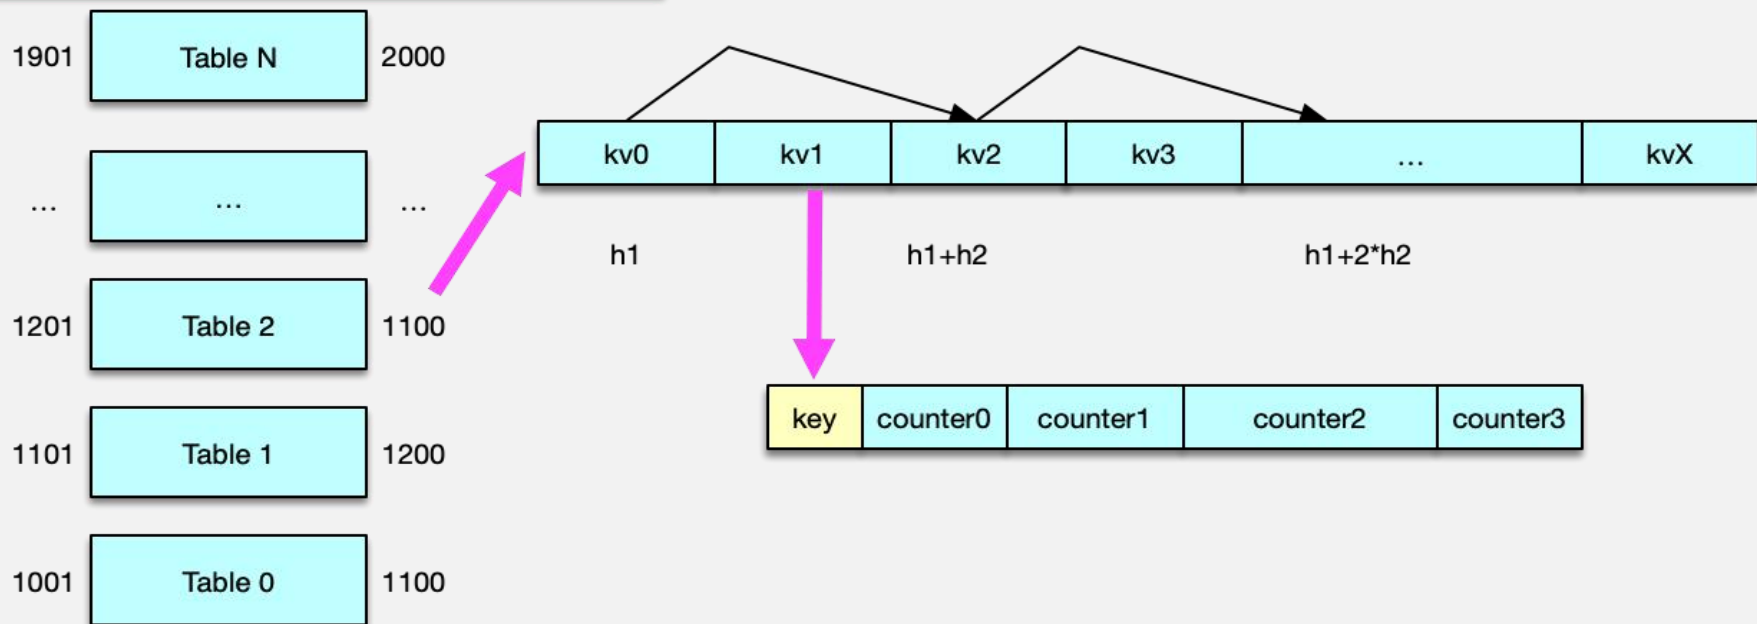 1901 Table N 2000
... ... ...
1201 Table 2 1100
1101 Table 1 1200
1001 Table 0 1100
kv0 kv1 kv2 kv3 ... kvX
h1 h1+h2 h1+2*h2
key counter0 counter1 counter2 counter3